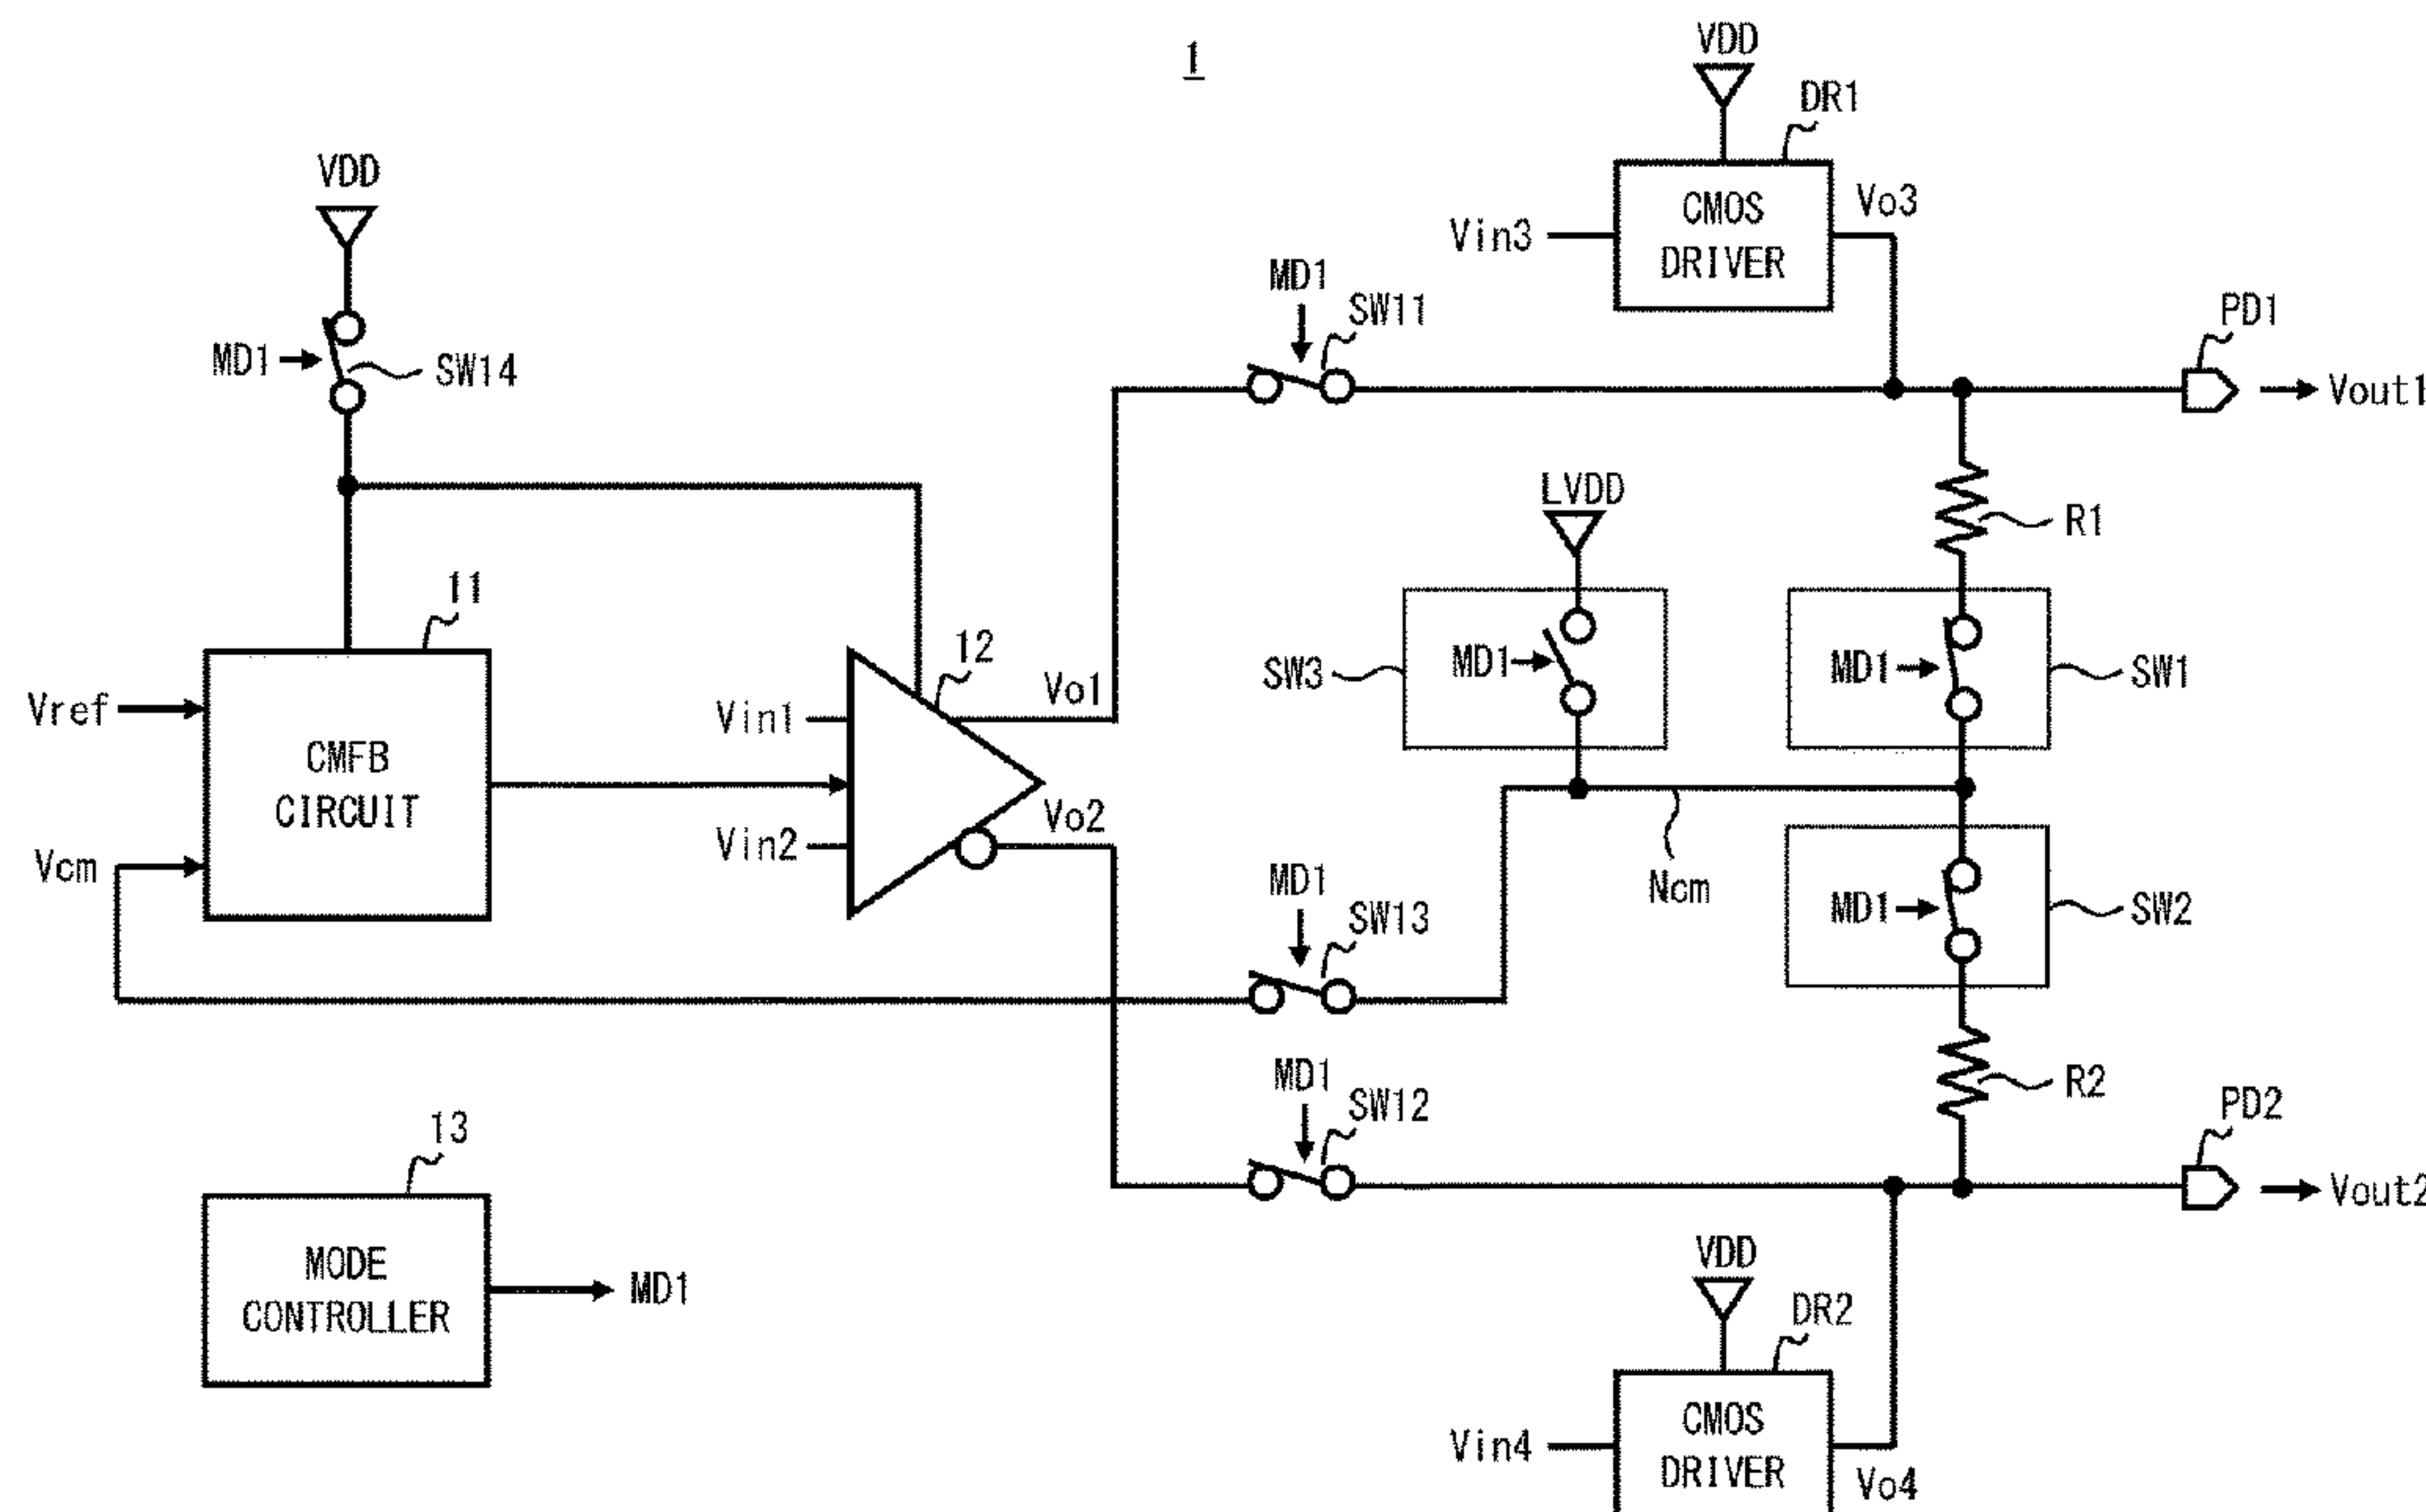 1
VDD
DR1
CMOS
DRIVER
Vin3
Vo3
VDD
MD1
SW14
MD1
SW11
PD1
Vout1
LVDD
R1
11
12
SW3
MD1
MD1
SW1
Vref
Vin1
Vo1
CMFB
CIRCUIT
Vcm
Vin2
Vo2
MD1
SW13
Ncm
MD1
SW2
MD1
SW12
R2
PD2
Vout2
13
MODE
CONTROLLER
MD1
VDD
DR2
CMOS
DRIVER
Vin4
Vo4